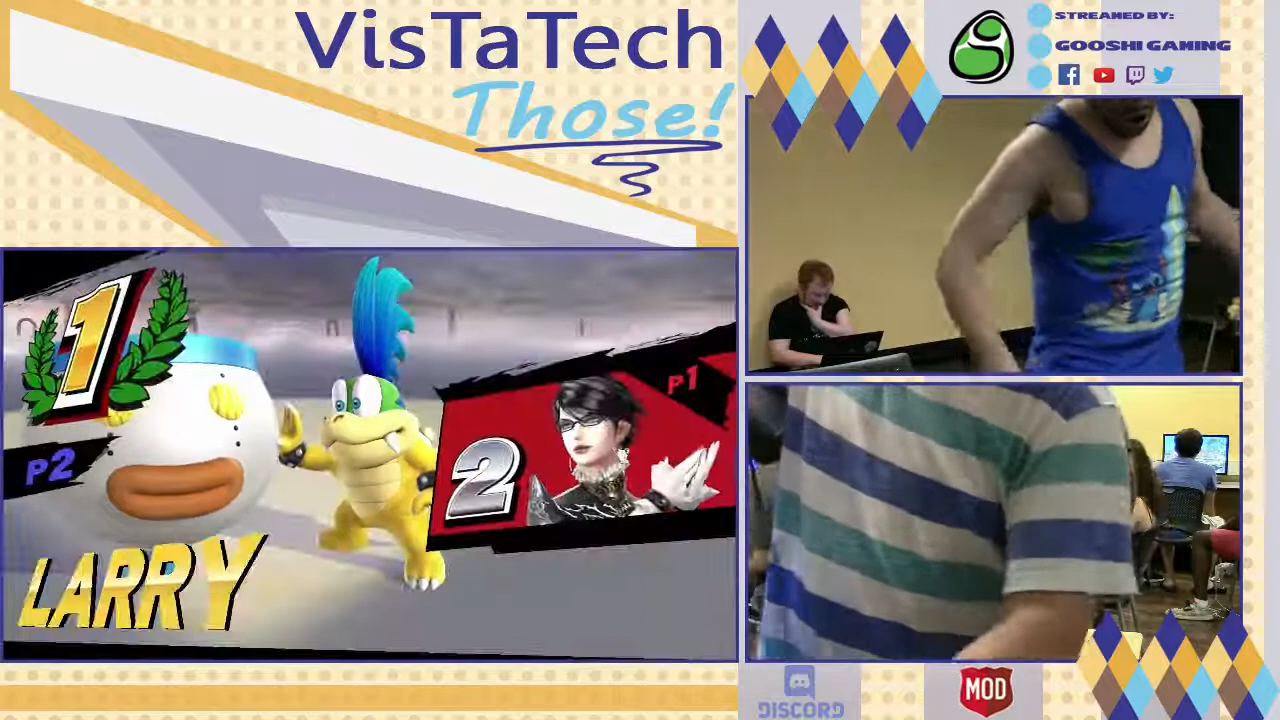 VisTaTech
Those!
STREAMED BY:
GOOSHI GAMING
1
P2
LARRY
P1
2
DISCORD
MOD